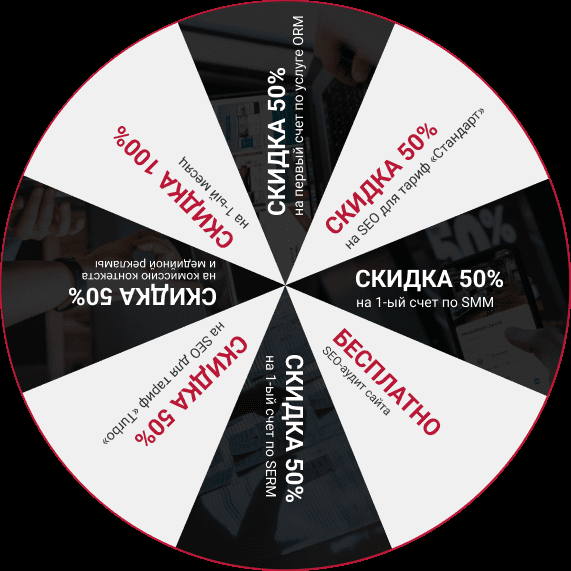 СКИДКА 50%
на первый счет по услуге ORM
СКИДКА 50%
на SEO для тариф «Стандарт»
СКИДКА 50%
на 1-ый счет по SMM
БЕСПЛАТНО
SEO-аудит сайта
СКИДКА 50%
на 1-ый счет по SERM
СКИДКА 50%
на SEO для тариф «Turbo»
СКИДКА 50%
на комиссию контекста
и медийной рекламы
СКИДКА 100%
на 1-ый месяц
50%